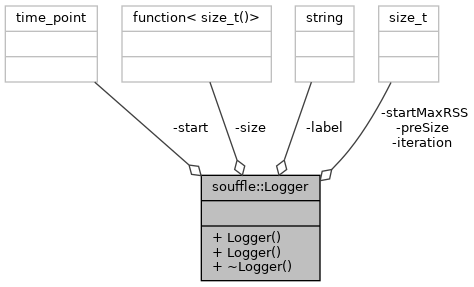 time_point
function< size_t()>
string
size_t
-start
-size
-label
-startMaxRSS
-preSize
-iteration
souffle::Logger
+ Logger()
+ Logger()
+ ~Logger()